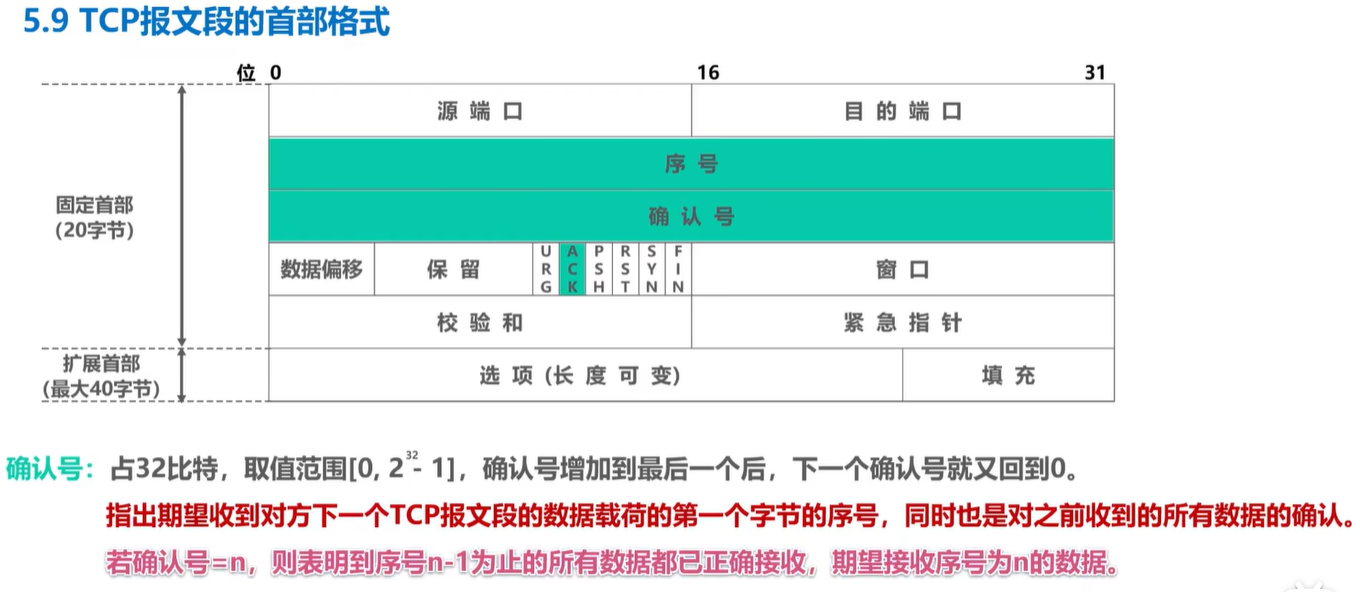 5.9 TCP报文段的首部格式
位 0 16 31
源 端 口 目 的 端 口
序 号
固定首部
(20字节)
确 认 号
数据偏移 保 留 URG ACK PSH RST SYN FIN 窗 口
校 验 和 紧 急 指 针
扩展首部
(最大40字节)
选 项 (长 度 可 变) 填 充
确认号：占32比特，取值范围[0, 2^32- 1]，确认号增加到最后一个后，下一个确认号就又回到0。
指出期望收到对方下一个TCP报文段的数据载荷的第一个字节的序号，同时也是对之前收到的所有数据的确认。
若确认号=n，则表明到序号n-1为止的所有数据都已正确接收，期望接收序号为n的数据。